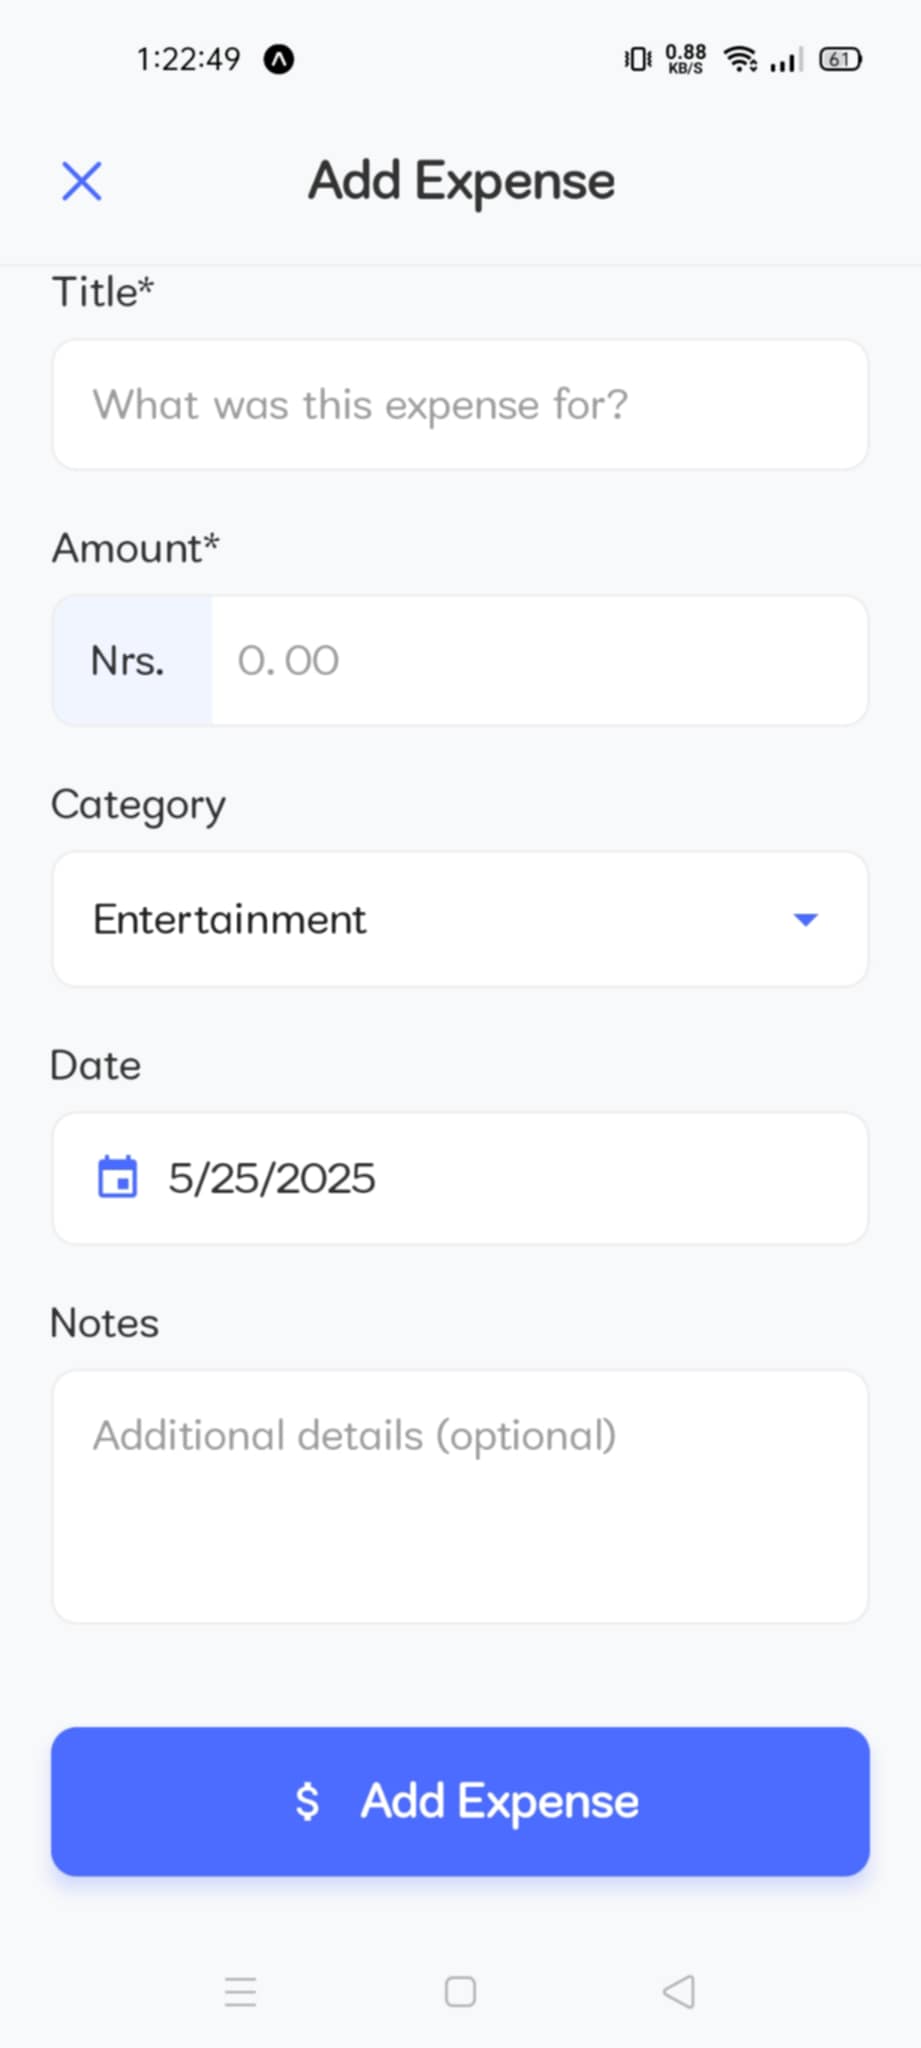 1:22:49
0.88
KB/S
61
Add Expense
Title*
What was this expense for?
Amount*
Nrs.
0.00
Category
Entertainment
Date
5/25/2025
Notes
Additional details (optional)
$ Add Expense